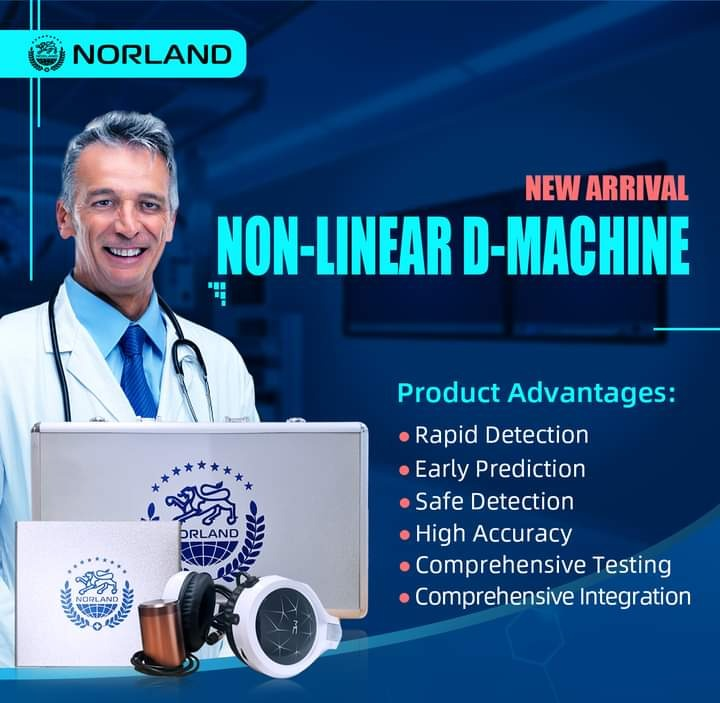 NORLAND
NEW ARRIVAL
NON-LINEAR D-MACHINE
Product Advantages:
Rapid Detection
Early Prediction
Safe Detection
High Accuracy
Comprehensive Testing
Comprehensive Integration
NORLAND
NORLAND
MC